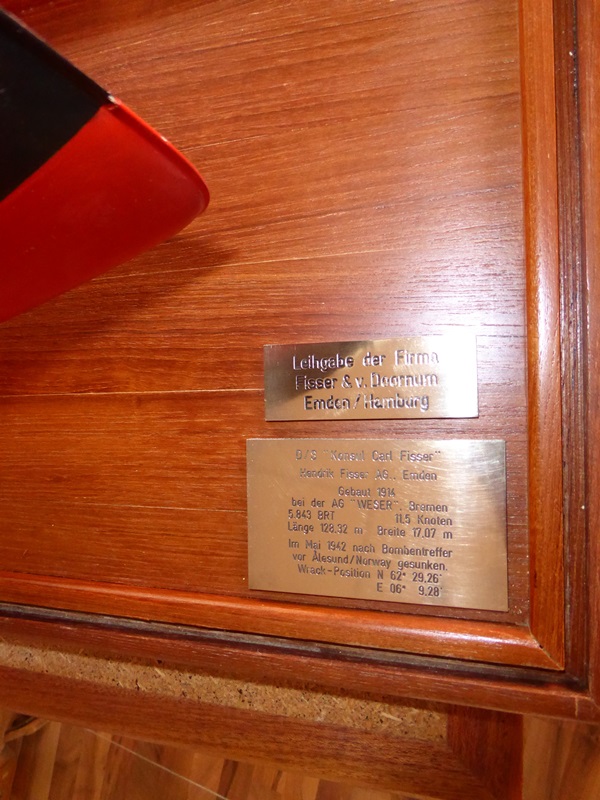 Leihgabe der Firma
Fisser & v. Doornum
Emden / Hamburg
D/S "Konsul Carl Fisser"
Hendrik Fisser AG., Emden
Gebaut 1914
bei der AG "WESER", Bremen
5.843 BRT 11,5 Knoten
Länge 128,92 m Breite 17,07 m
Im Mai 1942 nach Bombentreffer
vor Ålesund/Norway gesunken.
Wrack-Position N 62° 29,26'
E 06° 9,28'